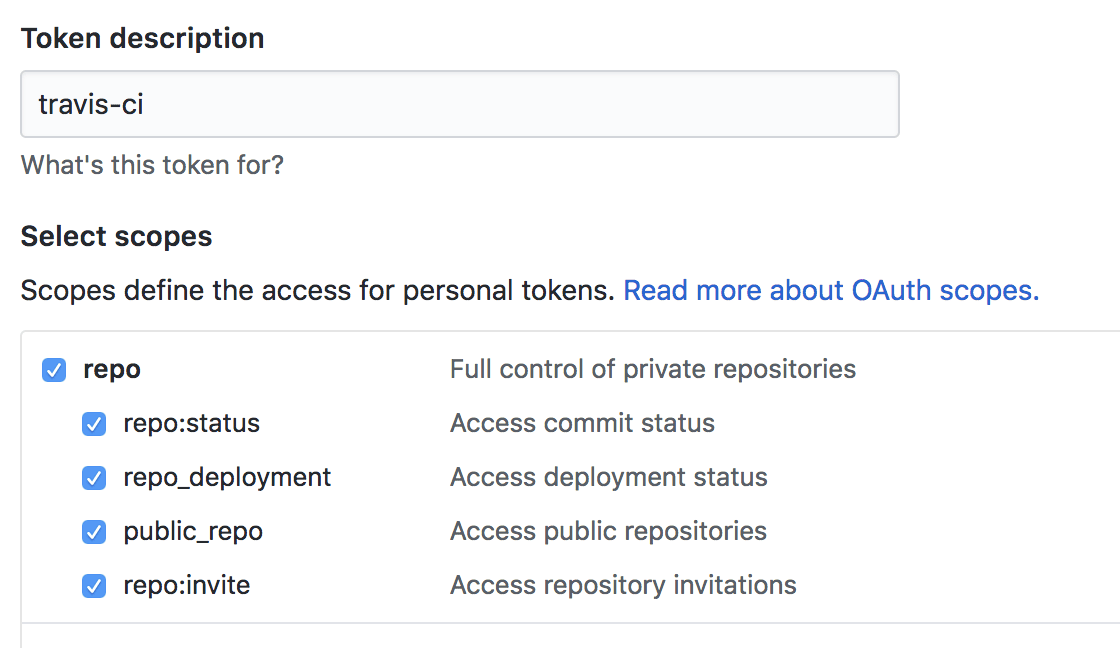 Token description
travis-ci
What's this token for?
Select scopes
Scopes define the access for personal tokens. Read more about OAuth scopes.
repo Full control of private repositories
repo:status Access commit status
repo_deployment Access deployment status
public_repo Access public repositories
repo:invite Access repository invitations